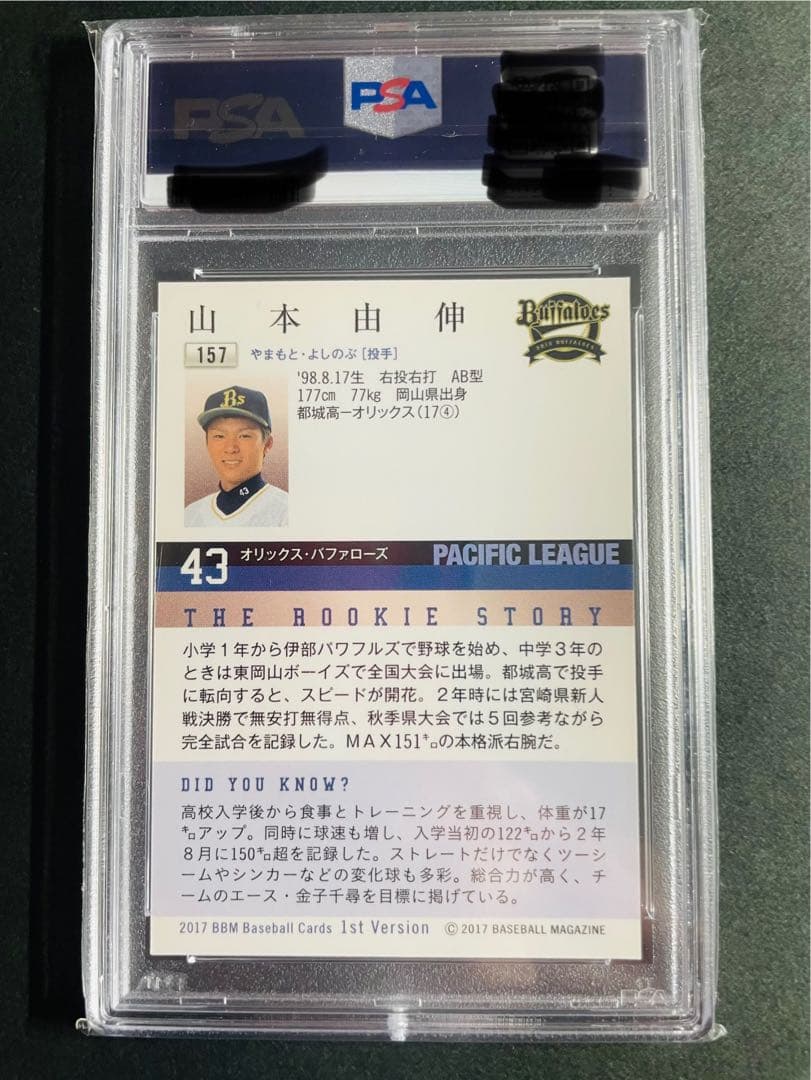 PSA
PSA
山本由伸
Buffaloes
157 やまもと・よしのぶ[投手]
'98.8.17生 右投右打 AB型
177cm 77kg 岡山県出身
都城高ーオリックス(17④)
Bs
43
43 オリックス・バファローズ PACIFIC LEAGUE
THE ROOKIE STORY
小学1年から伊部パワフルズで野球を始め、中学3年の
ときは東岡山ボーイズで全国大会に出場。都城高で投手
に転向すると、スピードが開花。2年時には宮崎県新人
戦決勝で無安打無得点、秋季県大会では5回参考ながら
完全試合を記録した。MAX151㌔の本格派右腕だ。
DID YOU KNOW?
高校入学後から食事とトレーニングを重視し、体重が17
㌔アップ。同時に球速も増し、入学当初の122㌔から2年
8月に150㌔超を記録した。ストレートだけでなくツーシ
ームやシンカーなどの変化球も多彩。総合力が高く、チ
ームのエース・金子千尋を目標に掲げている。
2017 BBM Baseball Cards 1st Version © 2017 BASEBALL MAGAZINE
PSA